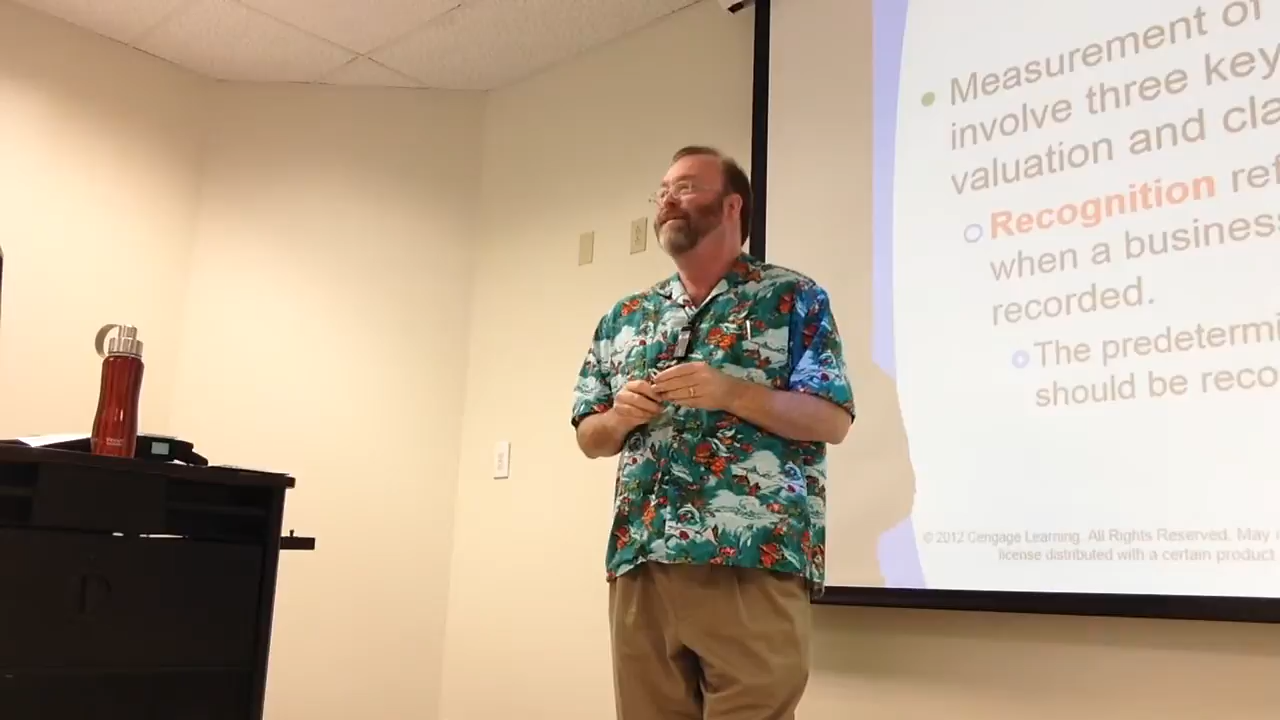 Measurement of
involve three key
valuation and cla
Recognition ref
when a business
recorded.
The predetermi
should be reco
© 2012 Cengage Learning. All Rights Reserved. May
license distributed with a certain product